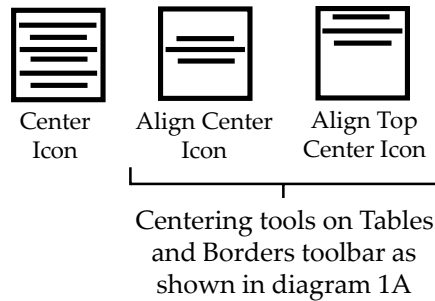 Center
Icon
Align Center
Icon
Align Top
Center Icon
Centering tools on Tables
and Borders toolbar as
shown in diagram 1A